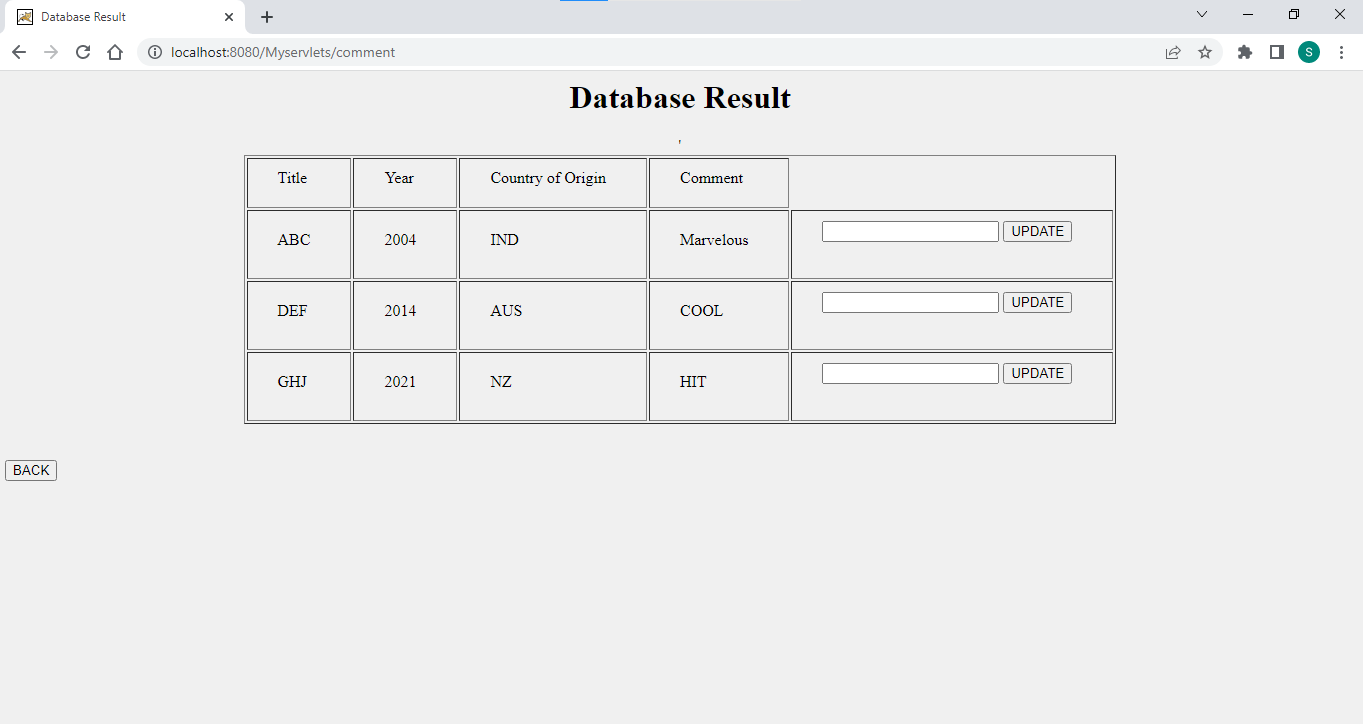 Database Result
localhost:8080/Myservlets/comment
S
Database Result
,
Title Year Country of Origin Comment
ABC 2004 IND Marvelous UPDATE
DEF 2014 AUS COOL UPDATE
GHJ 2021 NZ HIT UPDATE
BACK